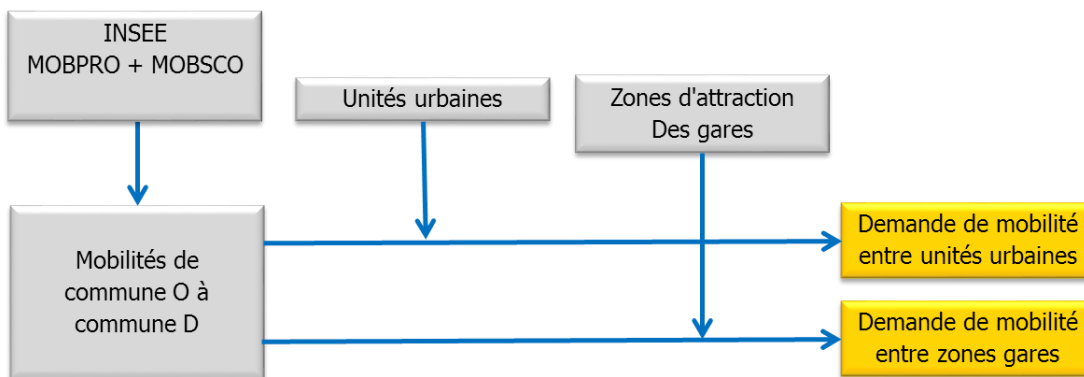 INSEE
MOBPRO + MOBSCO
Unités urbaines
Zones d'attraction
Des gares
Mobilités de
commune O à
commune D
Demande de mobilité
entre unités urbaines
Demande de mobilité
entre zones gares